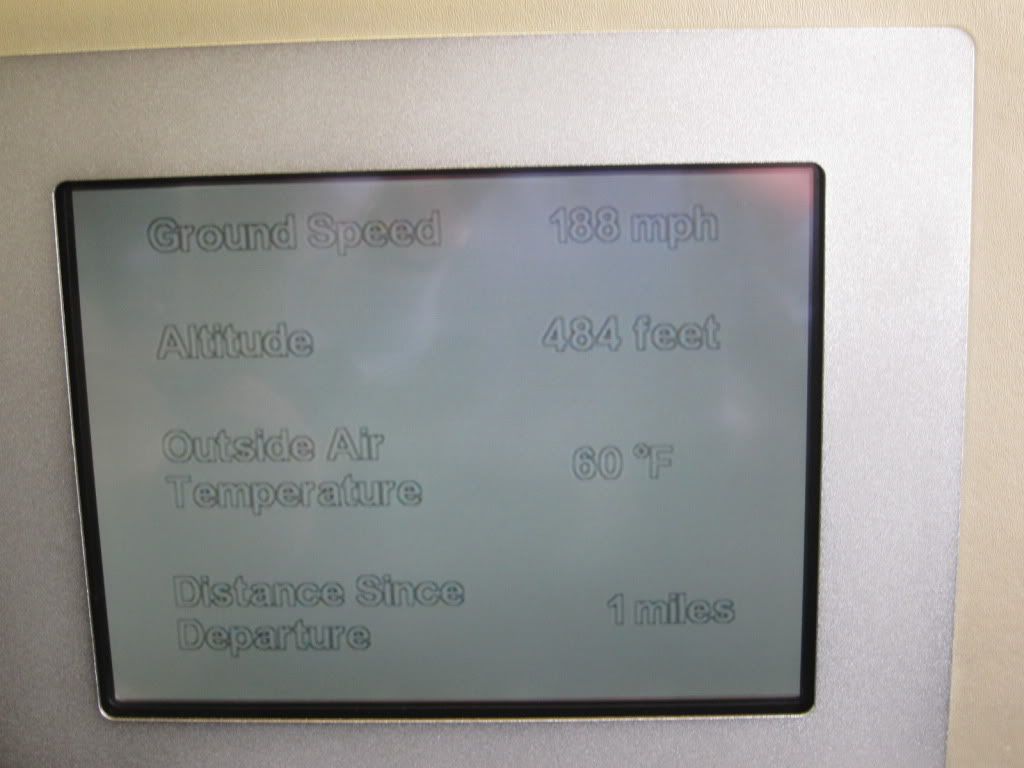 Ground Speed 188 mph
Altitude 484 feet
Outside Air
Temperature 60 °F
Distance Since
Departure 1 miles